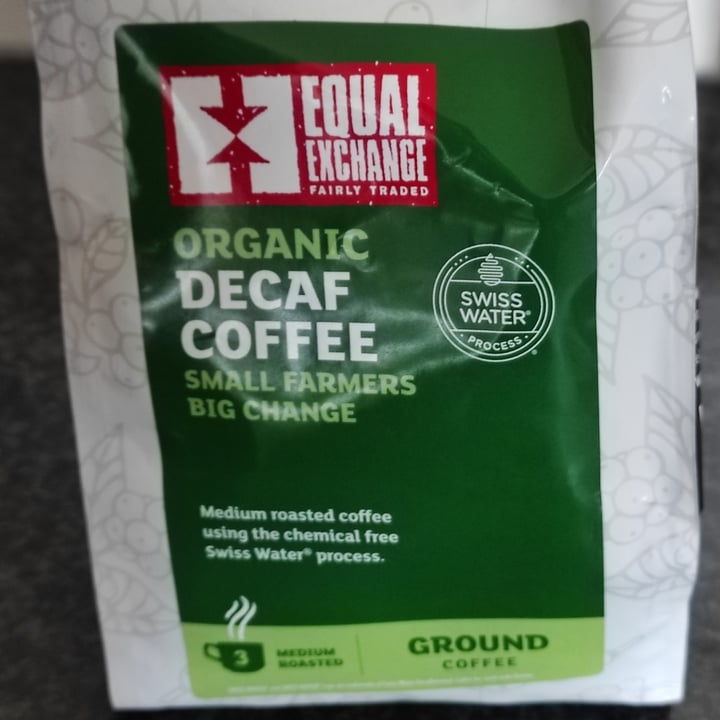 EQUAL
EXCHANGE
FAIRLY TRADED
ORGANIC
DECAF
COFFEE
SMALL FARMERS
BIG CHANGE
SWISS
WATER®
PROCESS
®
Medium roasted coffee
using the chemical free
Swiss Water® process.
3
MEDIUM
ROASTED
GROUND
COFFEE